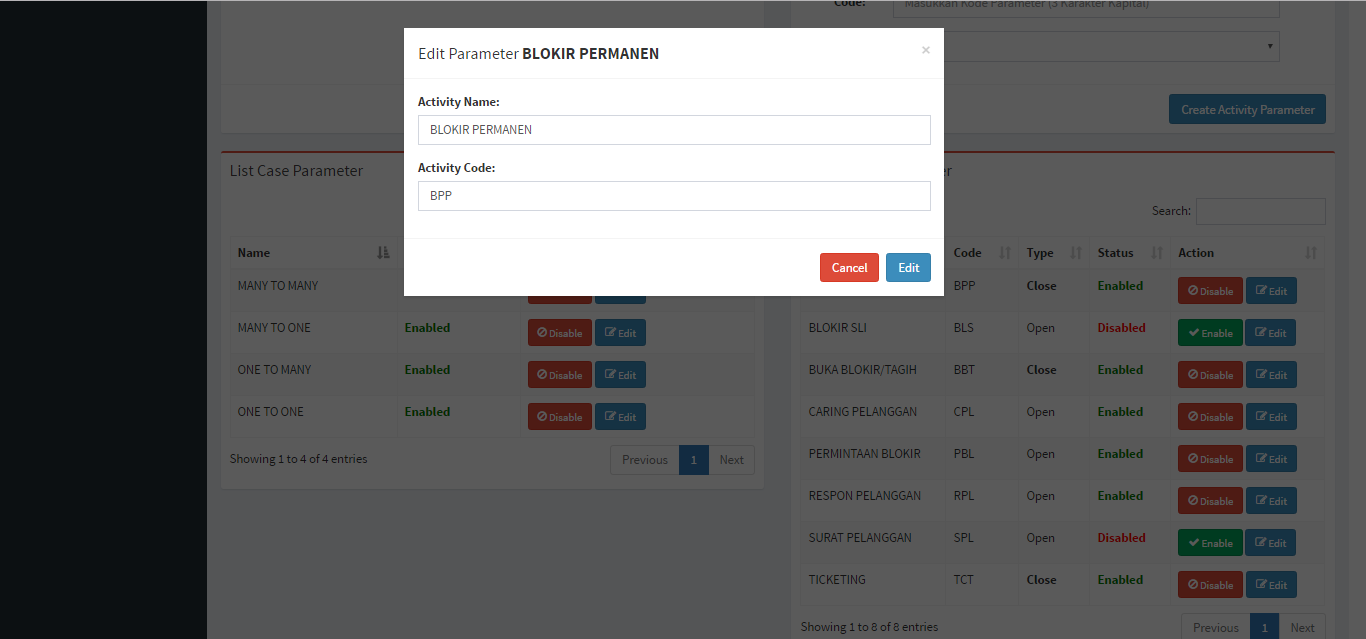 Code: Masukkan Kode Parameter (3 Karakter Kapital)
Edit Parameter BLOKIR PERMANEN ×
Activity Name:
BLOKIR PERMANEN
Activity Code:
BPP
Cancel Edit
Create Activity Parameter
List Case Parameter
Name
MANY TO MANY
MANY TO ONE Enabled Disable Edit
ONE TO MANY Enabled Disable Edit
ONE TO ONE Enabled Disable Edit
Showing 1 to 4 of 4 entries
Previous 1 Next
Search:
Code Type Status Action
BPP Close Enabled Disable Edit
BLOKIR SLI BLS Open Disabled Enable Edit
BUKA BLOKIR/TAGIH BBT Close Enabled Disable Edit
CARING PELANGGAN CPL Open Enabled Disable Edit
PERMINTAAN BLOKIR PBL Open Enabled Disable Edit
RESPON PELANGGAN RPL Open Enabled Disable Edit
SURAT PELANGGAN SPL Open Disabled Enable Edit
TICKETING TCT Close Enabled Disable Edit
Showing 1 to 8 of 8 entries
Previous 1 Next